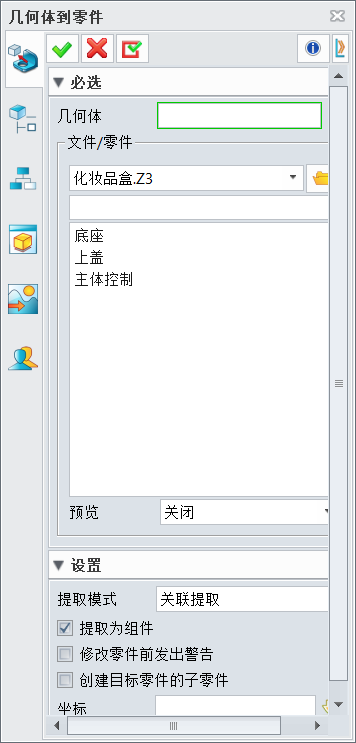 几何体到零件
必选
几何体
文件/零件
化妆品盒.Z3
底座
上盖
主体控制
预览 关闭
设置
提取模式 关联提取
提取为组件
修改零件前发出警告
创建目标零件的子零件
坐标